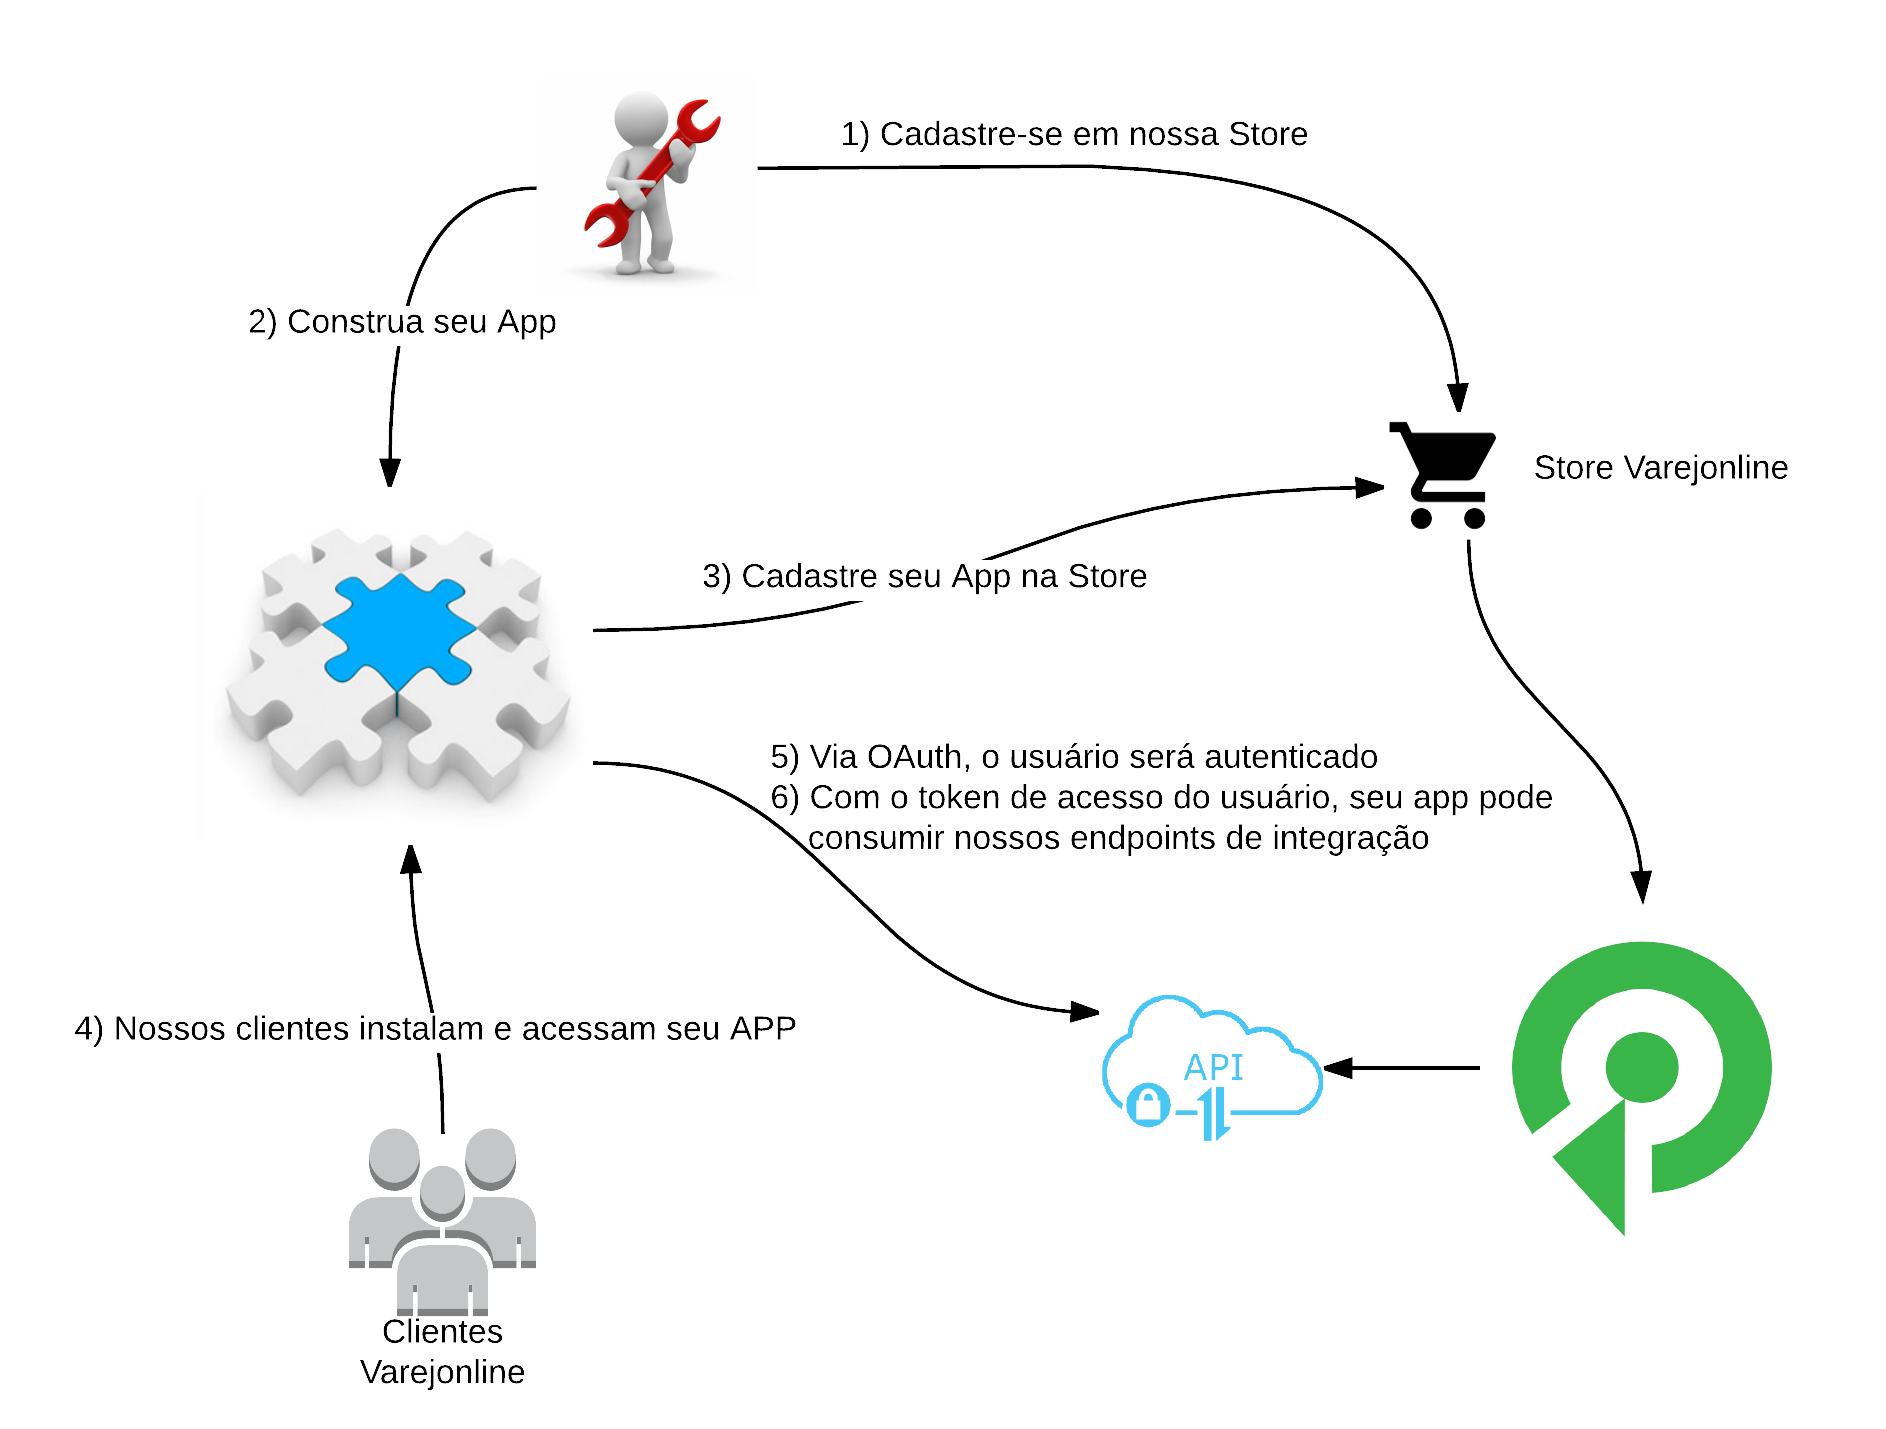 1) Cadastre-se em nossa Store
2) Construa seu App
Store Varejonline
3) Cadastre seu App na Store
5) Via OAuth, o usuário será autenticado
6) Com o token de acesso do usuário, seu app pode
consumir nossos endpoints de integração
4) Nossos clientes instalam e acessam seu APP
API
Clientes
Varejonline